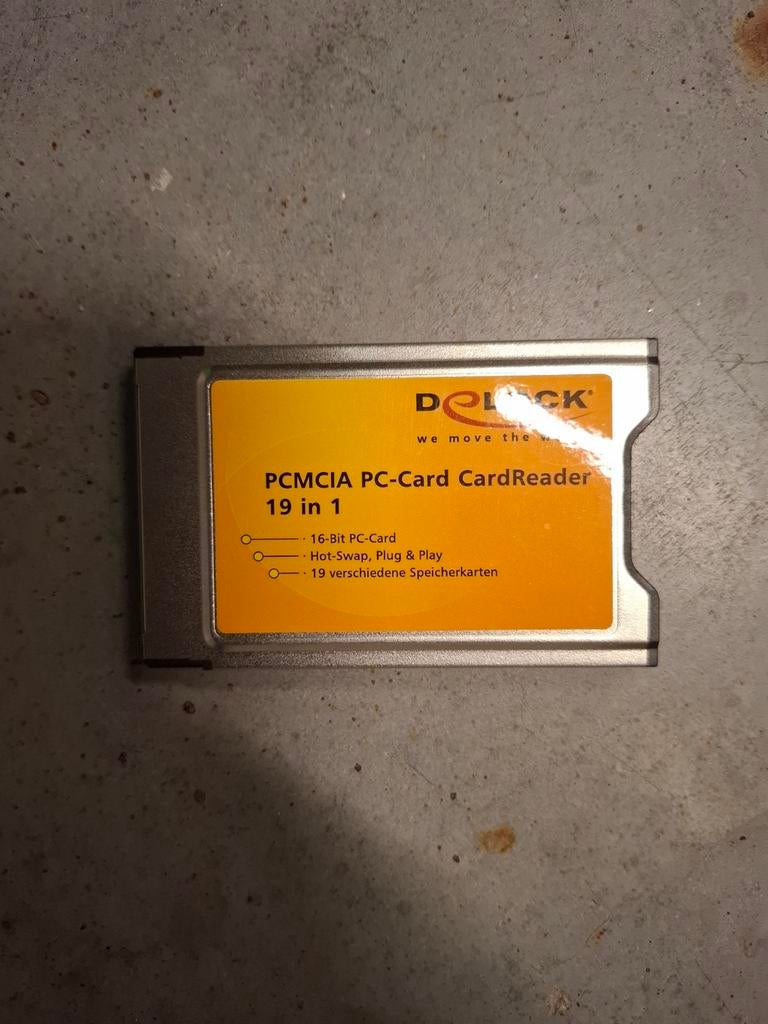 DELOCK®
we move the
PCMCIA PC-Card CardReader
19 in 1
· 16-Bit PC-Card
· Hot-Swap, Plug & Play
· 19 verschiedene Speicherkarten